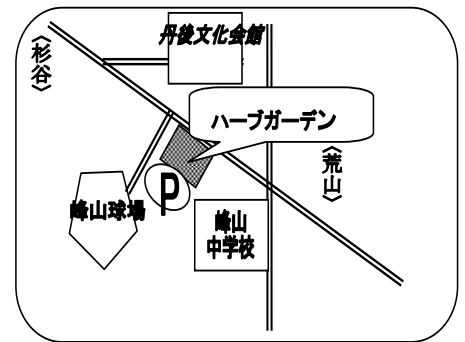 丹後文化会館
〈杉谷〉
ハーブガーデン
〈荒山〉
P
峰山球場
峰山
中学校